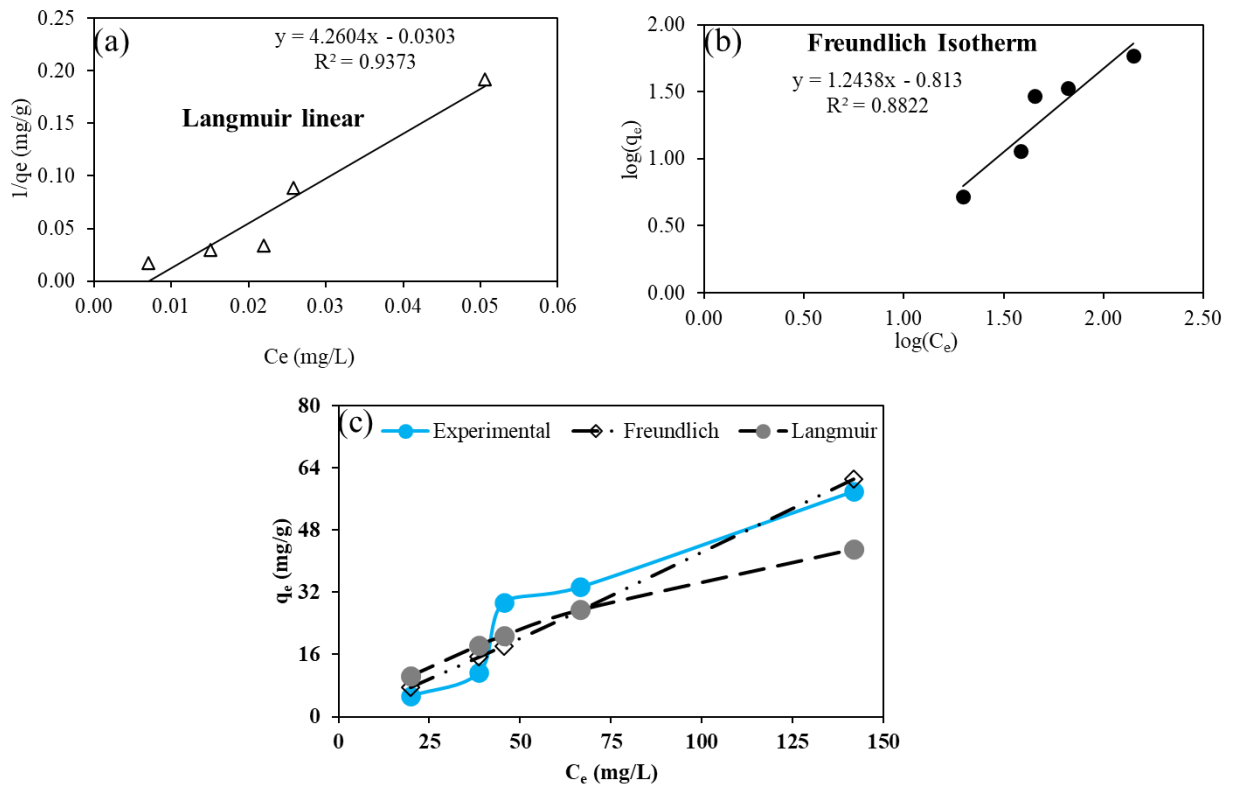 (a)
y = 4.2604x - 0.0303
R² = 0.9373
Langmuir linear
1/qe (mg/g)
0.20
0.15
0.10
0.05
0.00
0.00 0.01 0.02 0.03 0.04 0.05 0.06
Ce (mg/L)
(b)
Freundlich Isotherm
y = 1.2438x - 0.813
R² = 0.8822
log(qₑ)
2.00
1.50
1.00
0.50
0.00
0.00 0.50 1.00 1.50 2.00 2.50
log(Cₑ)
(c)
Experimental Freundlich Langmuir
qₑ (mg/g)
80
64
48
32
16
0
0 25 50 75 100 125 150
Cₑ (mg/L)